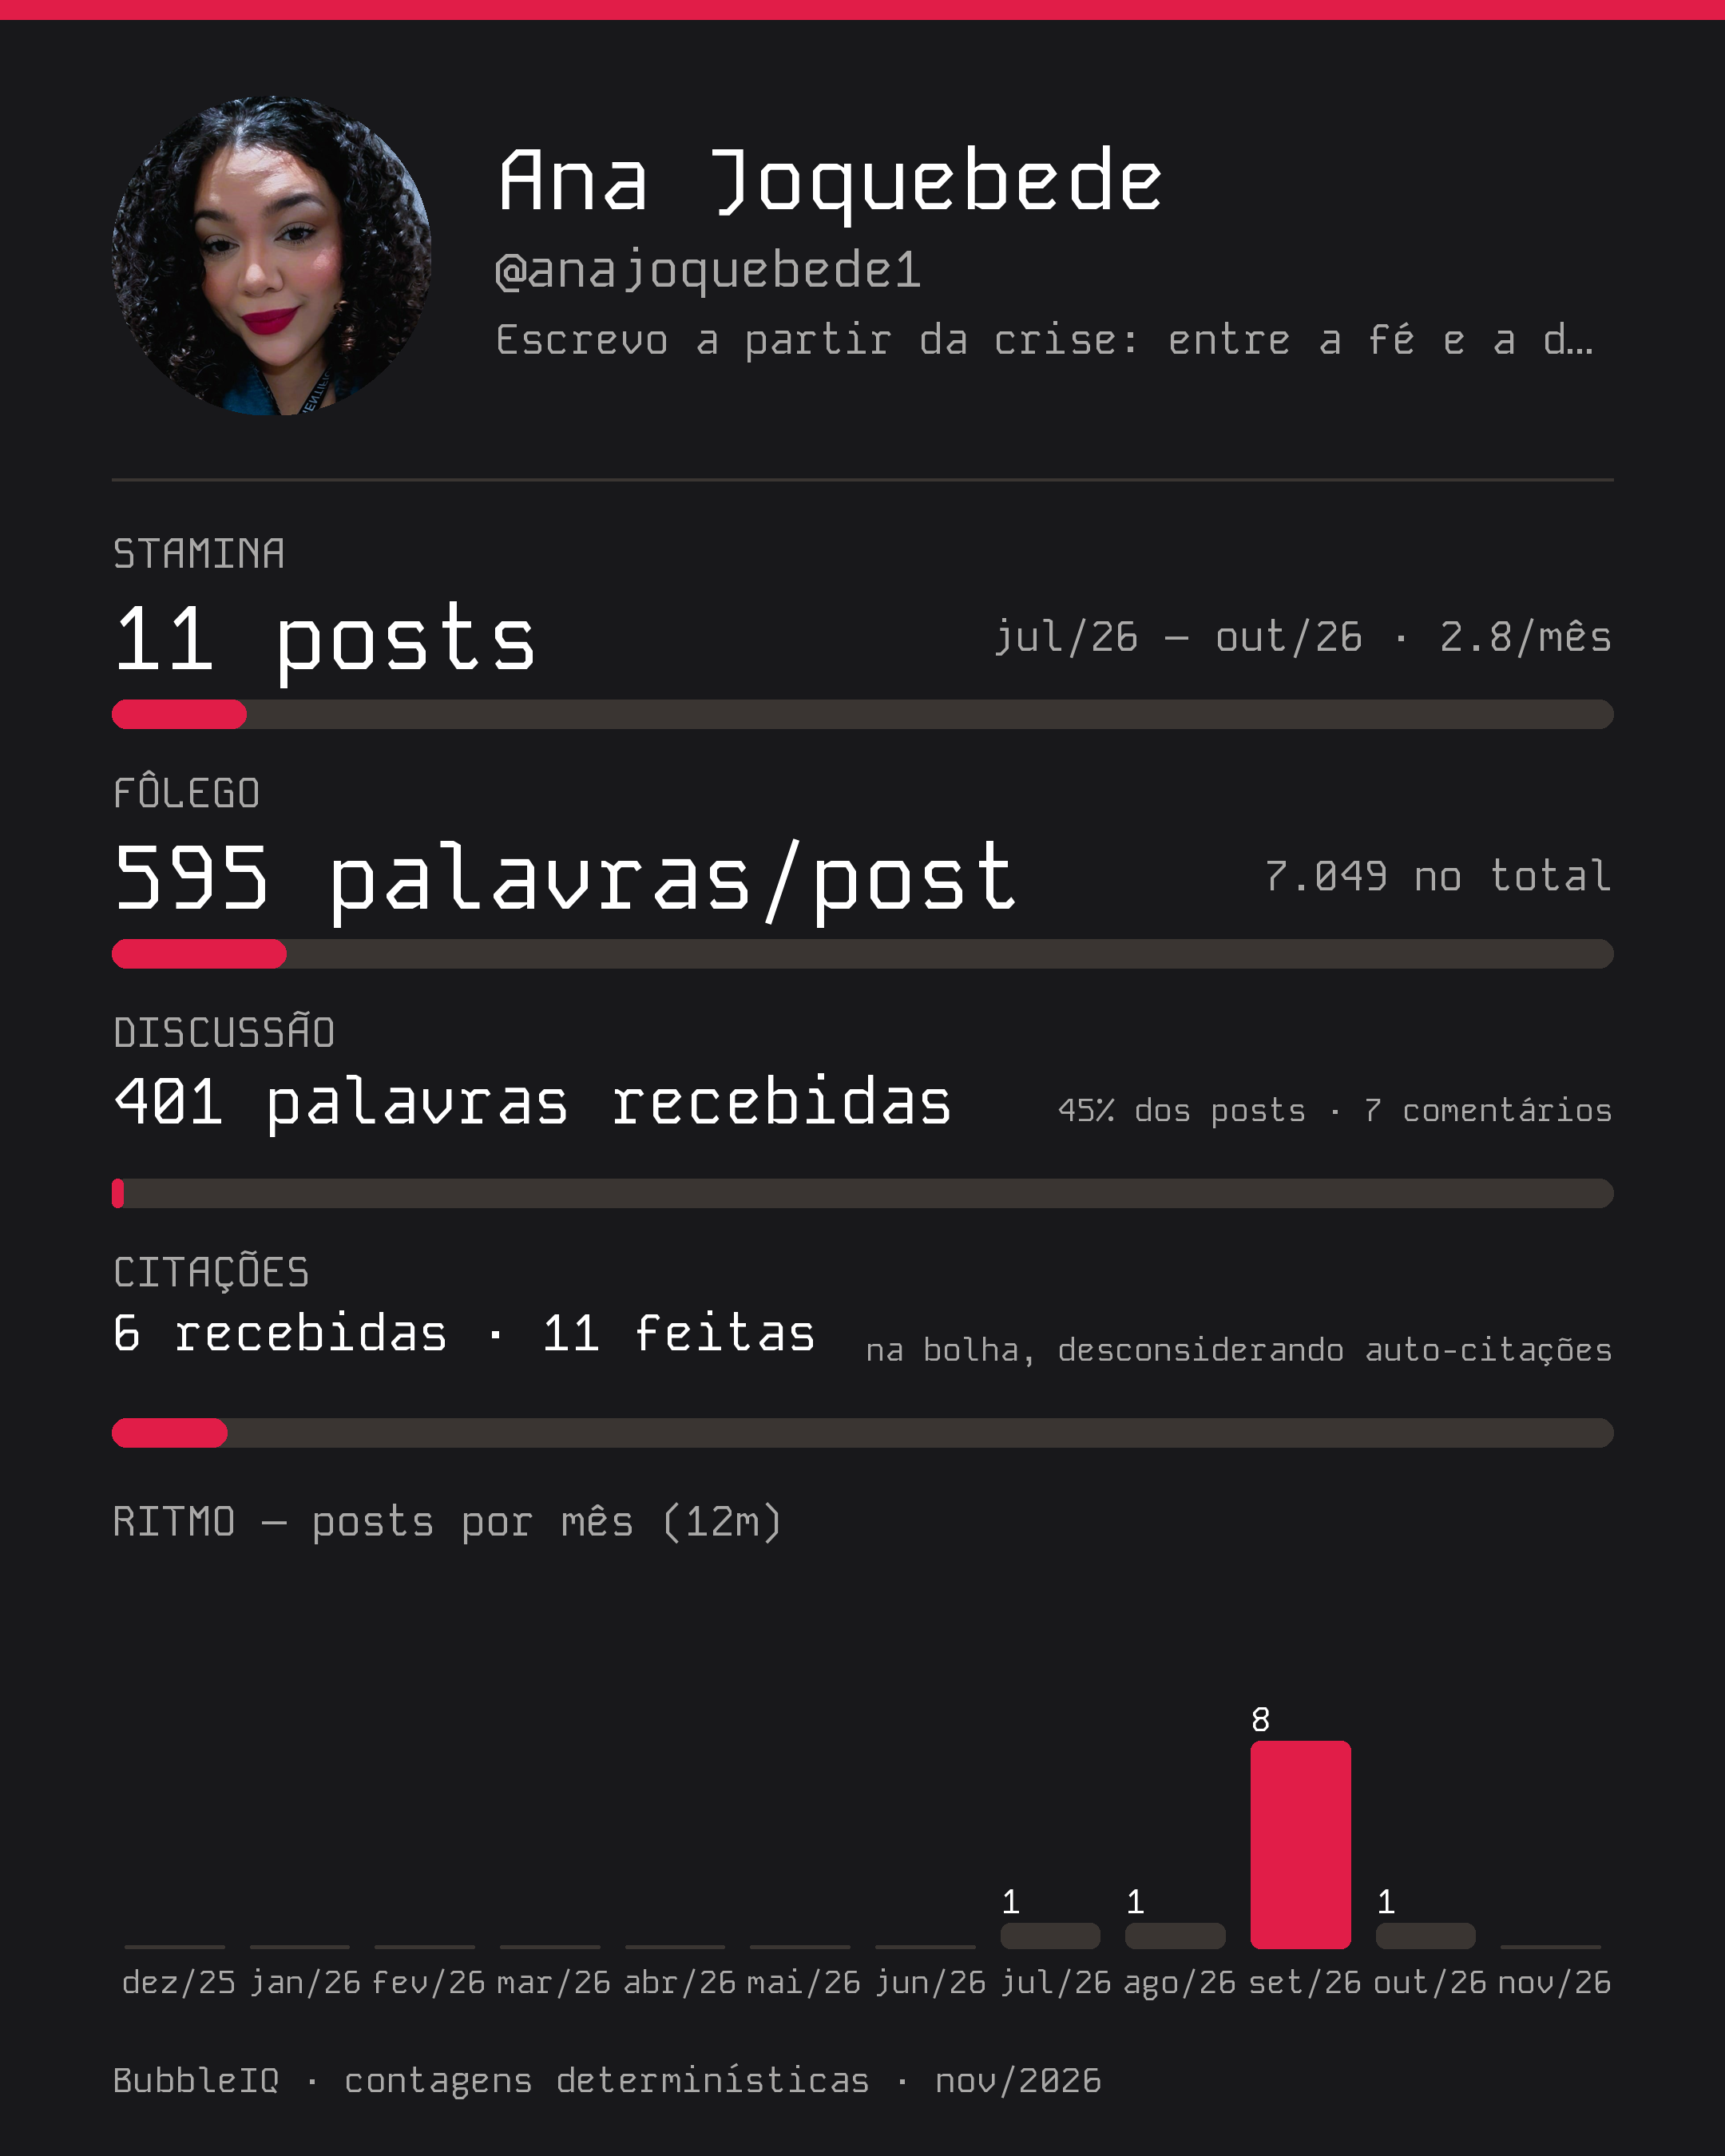 Ana Joquebede
@anajoquebede1
Escrevo a partir da crise: entre a fé e a d…
STAMINA
11 posts
jul/26 — out/26 · 2.8/mês
FÔLEGO
595 palavras/post
7.049 no total
DISCUSSÃO
401 palavras recebidas
45% dos posts · 7 comentários
CITAÇÕES
6 recebidas · 11 feitas
na bolha, desconsiderando auto-citações
RITMO — posts por mês (12m)
8
1 1 1
dez/25 jan/26 fev/26 mar/26 abr/26 mai/26 jun/26 jul/26 ago/26 set/26 out/26 nov/26
BubbleIQ · contagens determinísticas · nov/2026